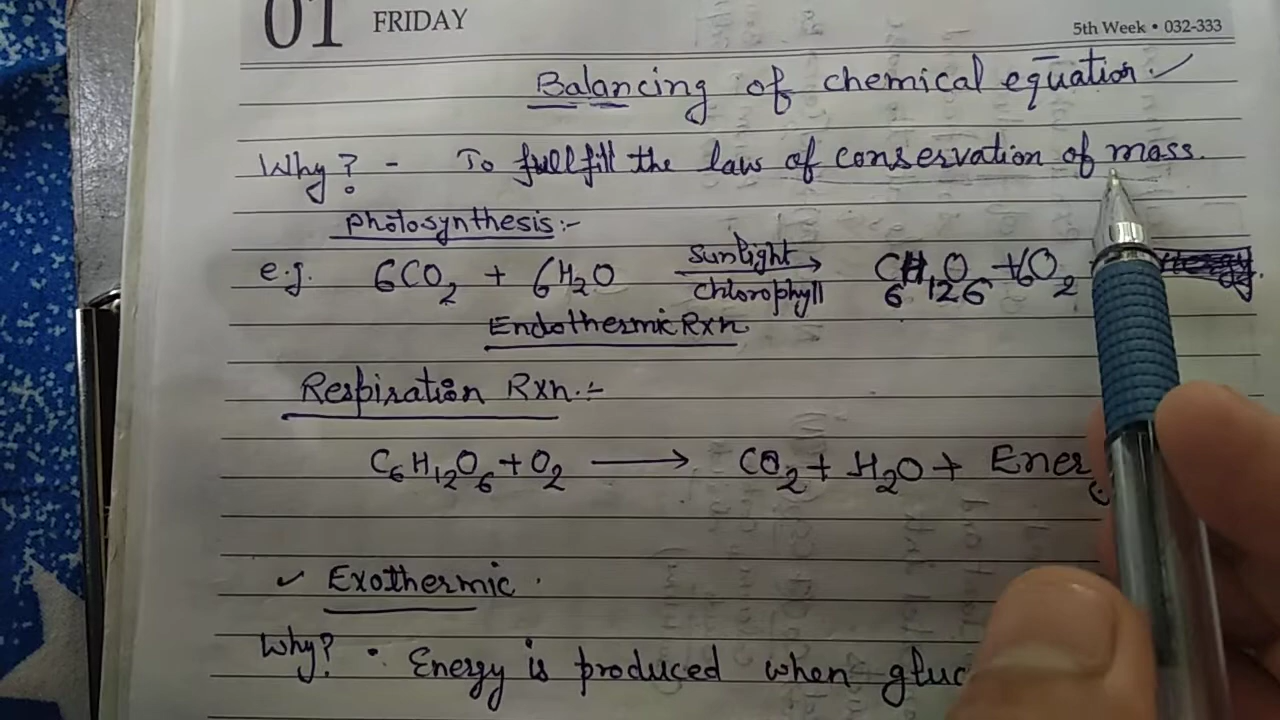 01 FRIDAY
5th Week • 032-333
Balancing of chemical equation. ✓
Why? - To fullfill the law of conservation of mass.
Photosynthesis:-
e.g. 6CO₂ + 6H₂O sunlight → chlorophyll C₆H₁₂O₆ + 6O₂
Endothermic Rxn
Respiration Rxn.:-
C₆H₁₂O₆ + O₂ ⟶ CO₂ + H₂O + Ener
✓ Exothermic.
Why? • Energy is produced when gluc